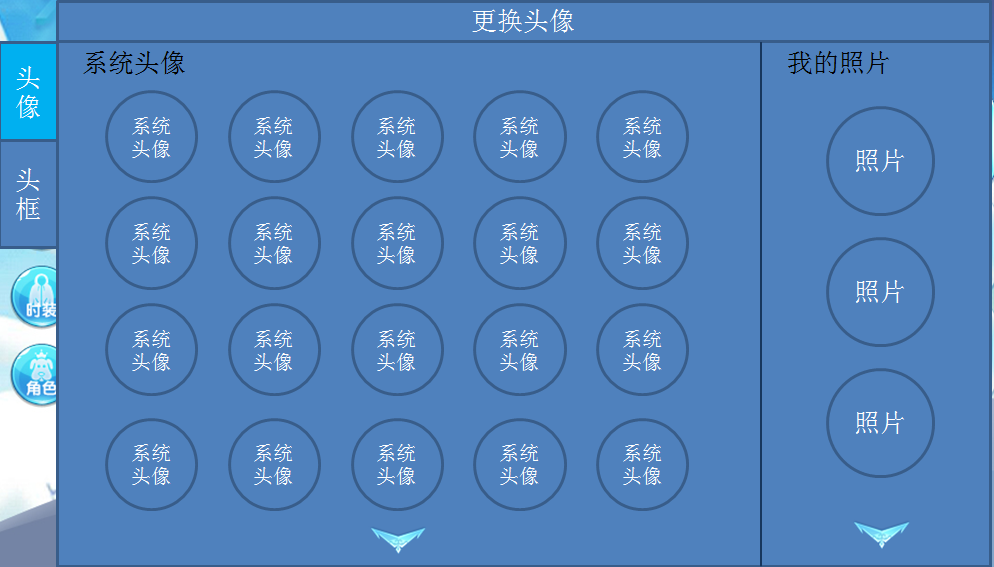 更换头像
头像
头框
时装
角色
系统头像
系统 系统 系统 系统 系统
头像 头像 头像 头像 头像
系统 系统 系统 系统 系统
头像 头像 头像 头像 头像
系统 系统 系统 系统 系统
头像 头像 头像 头像 头像
系统 系统 系统 系统 系统
头像 头像 头像 头像 头像
我的照片
照片
照片
照片